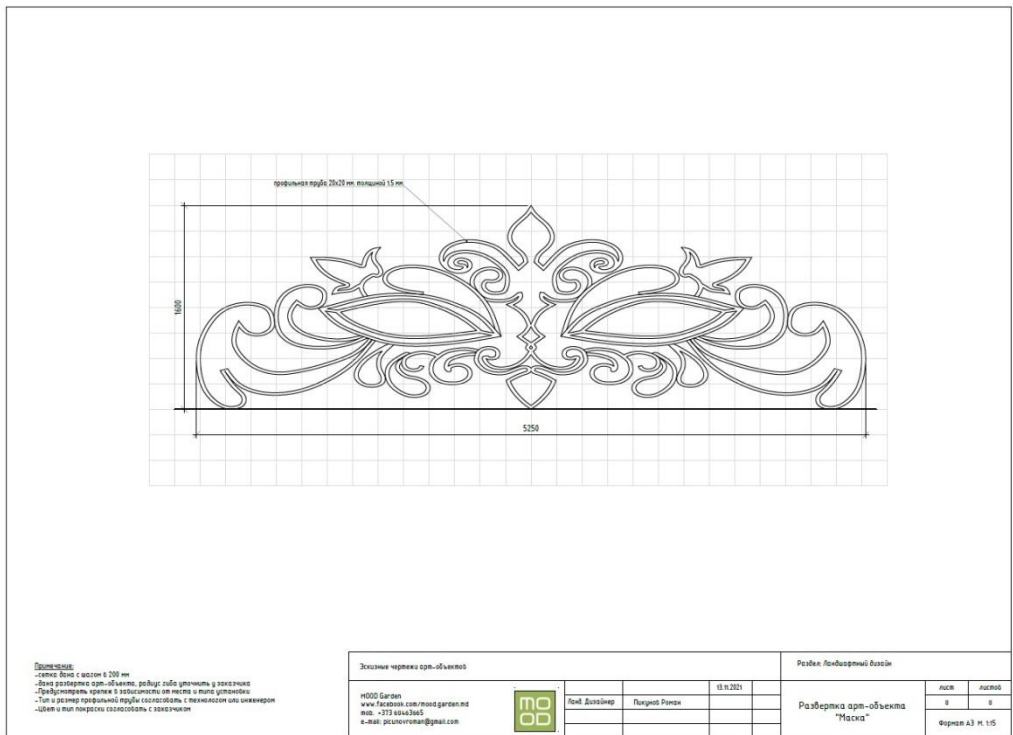 профильная труба 20х20 мм. толщиной 1.5 мм
1600
5250
Примечание:
-сетка дана с шагом в 200 мм
-дана развертка арт-объекта, радиус гиба уточнить у заказчика
-Предусмотреть крепеж в зависимости от места и типа установки
-Тип и размер профильной трубы согласовать с технологом или инженером
-Цвет и тип покраски согласовать с заказчиком
Эскизные чертежи арт-объектов
Раздел: Ландшафтный дизайн
MOOD Garden
www.facebook.com/mood.garden.md
mob. +373 60463665
e-mail: picunovroman@gmail.com
MO
OD
13.11.2021
Ланд. Дизайнер
Пикунов Роман
Развертка арт-объекта
"Маска"
лист
листов
0
0
Формат А3 М. 1:15